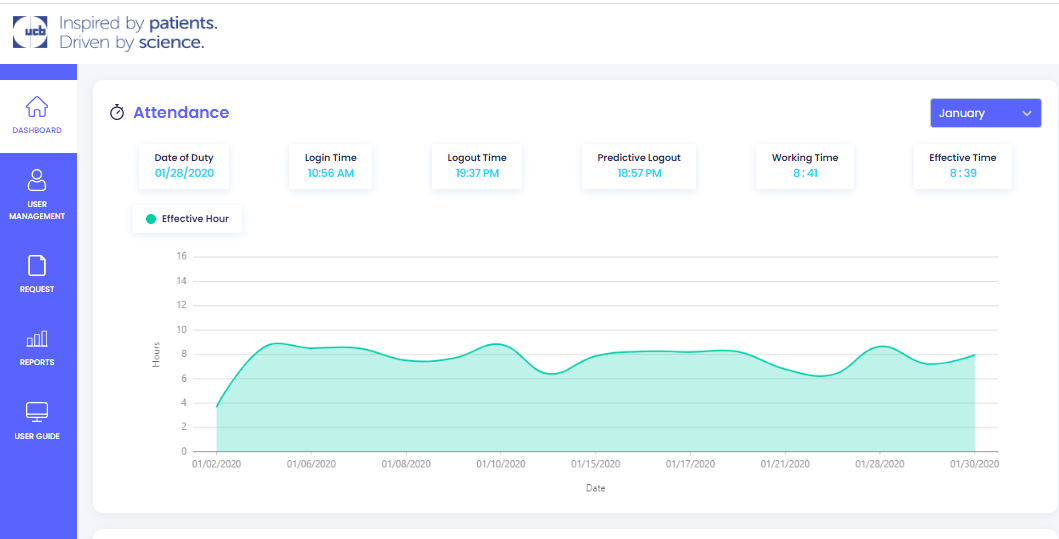 ucb
Inspired by patients.
Driven by science.
Attendance
January
DASHBOARD
Date of Duty
01/28/2020
Login Time
10:56 AM
Logout Time
19:37 PM
Predictive Logout
18:57 PM
Working Time
8 : 41
Effective Time
8 : 39
USER
MANAGEMENT
Effective Hour
REQUEST
REPORTS
USER GUIDE
16
14
12
10
8
6
4
2
0
Hours
01/02/2020
01/06/2020
01/08/2020
01/10/2020
01/15/2020
01/17/2020
01/21/2020
01/28/2020
01/30/2020
Date